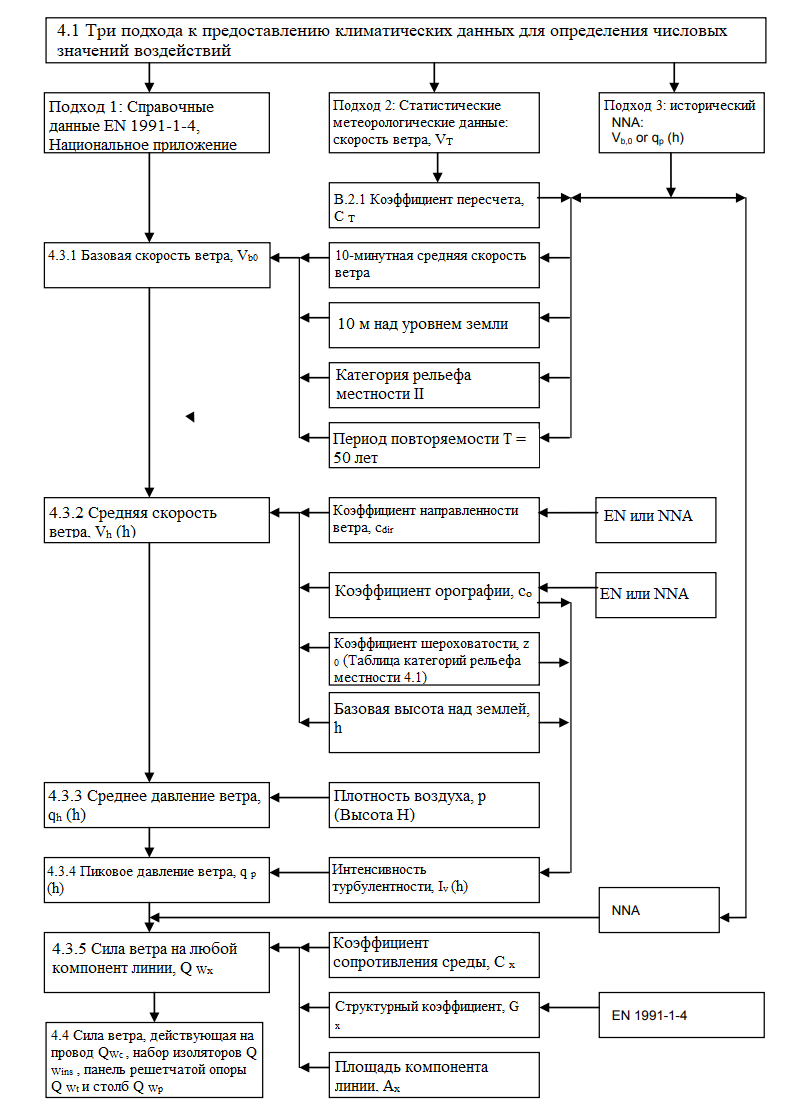 4.1 Три подхода к предоставлению климатических данных для определения числовых
значений воздействий
Подход 1: Справочные
данные EN 1991-1-4,
Национальное приложение
Подход 2: Статистические
метеорологические данные:
скорость ветра, VT
Подход 3: исторический
NNA:
Vb,0 or qp (h)
B.2.1 Коэффициент пересчета,
C T
4.3.1 Базовая скорость ветра, Vb0
10-минутная средняя скорость
ветра
10 м над уровнем земли
Категория рельефа
местности II
Период повторяемости T =
50 лет
4.3.2 Средняя скорость
ветра, Vh (h)
Коэффициент направленности
ветра, cdir
EN или NNA
Коэффициент орографии, co
EN или NNA
Коэффициент шероховатости, z
0 (Таблица категорий рельефа
местности 4.1)
Базовая высота над землей,
h
4.3.3 Среднее давление ветра,
qh (h)
Плотность воздуха, p
(Высота H)
4.3.4 Пиковое давление ветра, q p
(h)
Интенсивность
турбулентности, Iv (h)
NNA
4.3.5 Сила ветра на любой
компонент линии, Q Wx
Коэффициент
сопротивления среды, C x
Структурный коэффициент, G
x
EN 1991-1-4
4.4 Сила ветра, действующая на
провод QWc , набор изоляторов Q
Wins , панель решетчатой опоры
Q Wt и столб Q Wp
Площадь компонента
линии, Ax